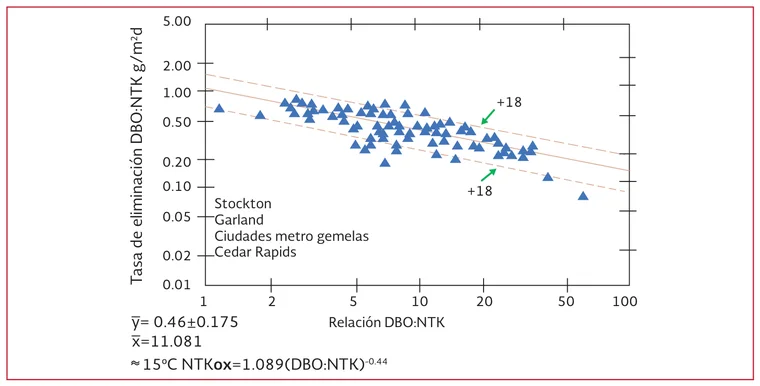 Tasa de eliminación DBO:NTK g/m²d
5.00
2.00
1.00
0.50
0.20
0.10
0.05
0.02
0.01
+18
+18
Stockton
Garland
Ciudades metro gemelas
Cedar Rapids
1 2 5 10 20 50 100
Relación DBO:NTK
y̅= 0.46±0.175
x̅=11.081
≈15ºC NTKox=1.089(DBO:NTK)⁻⁰·⁴⁴